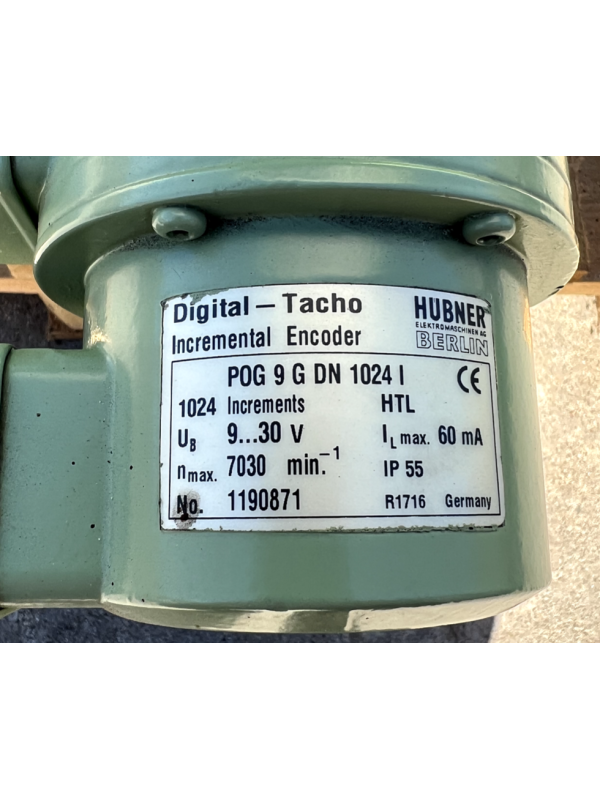 Digital – Tacho
Incremental Encoder
HUBNER
ELEKTROMASCHINEN AG
BERLIN
POG 9 G DN 1024 I CE
1024 Increments HTL
UB 9...30 V IL max. 60 mA
nmax. 7030 min.-1 IP 55
No. 1190871 R1716 Germany